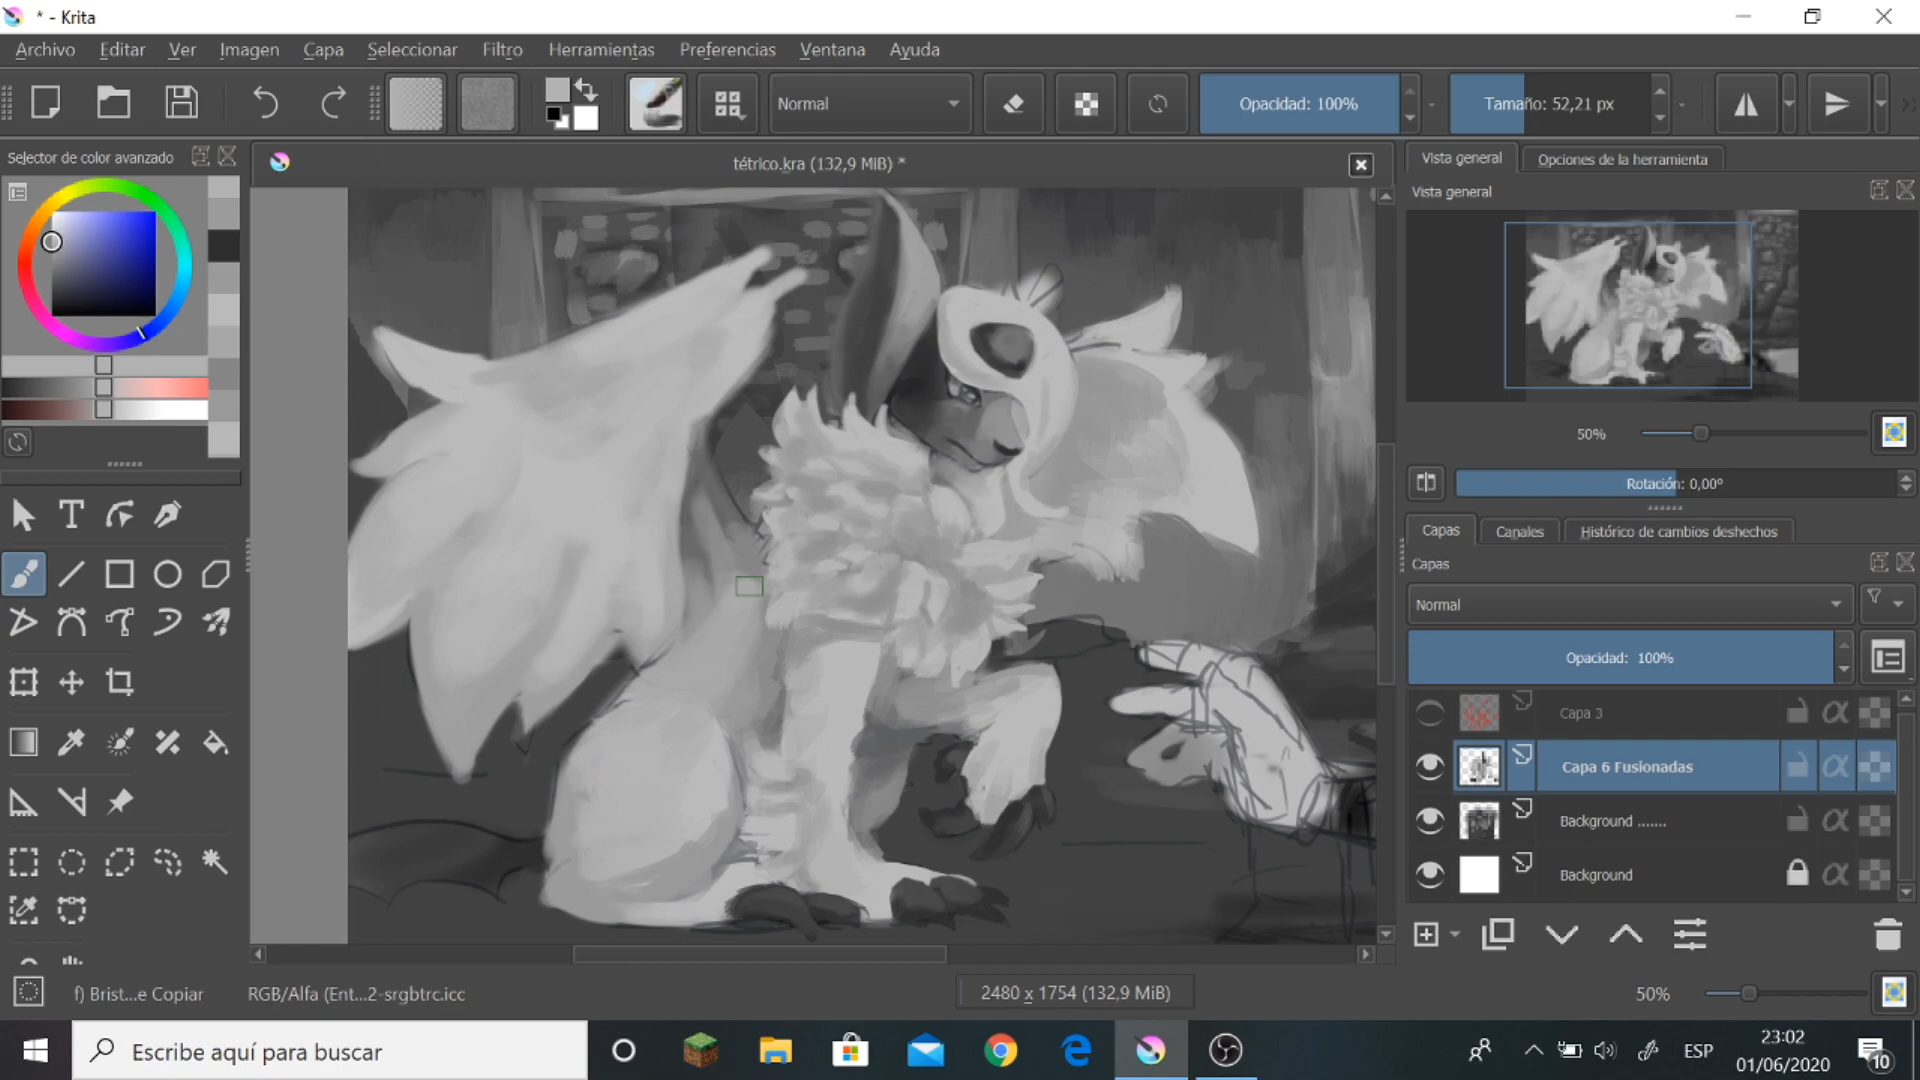 * - Krita
Archivo Editar Ver Imagen Capa Seleccionar Filtro Herramientas Preferencias Ventana Ayuda
Normal Opacidad: 100% Tamaño: 52,21 px
Selector de color avanzado
tétrico.kra (132,9 MiB) *
Vista general Opciones de la herramienta
Vista general
50%
Rotación: 0,00º
Capas Canales Histórico de cambios deshechos
Capas
Normal
Opacidad: 100%
Capa 3
Capa 6 Fusionadas
Background .......
Background
f) Brist...e Copiar RGB/Alfa (Ent...2-srgbtrc.icc 2480 x 1754 (132,9 MiB) 50%
Escribe aquí para buscar
ESP
23:02
01/06/2020
10